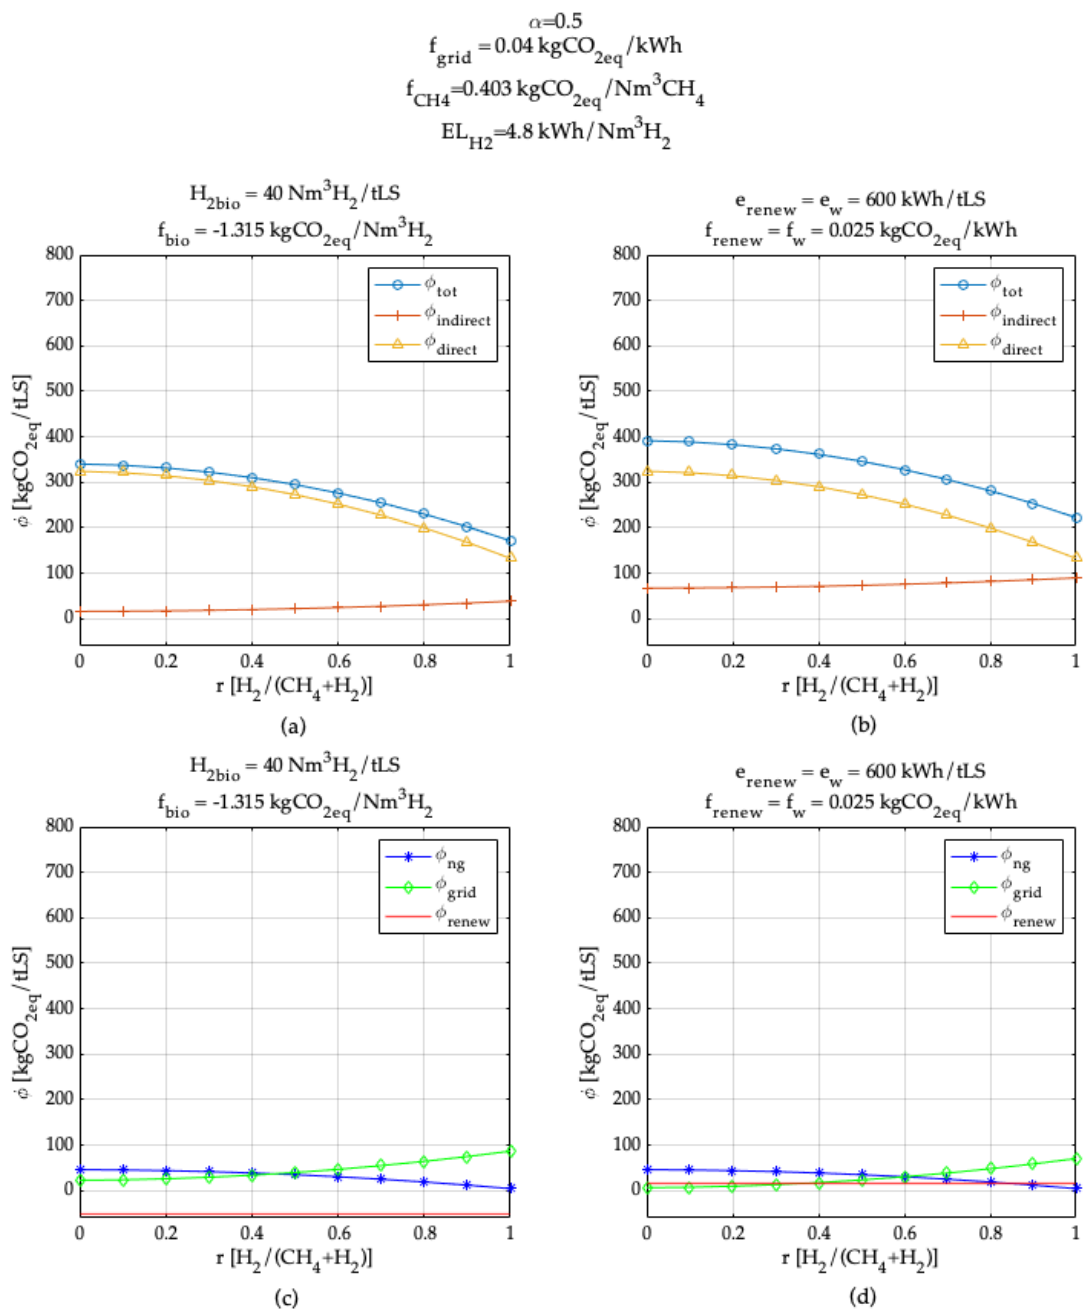 α=0.5
f_grid = 0.04 kgCO_2eq/kWh
f_CH4=0.403 kgCO_2eq/Nm^3CH_4
EL_H2=4.8 kWh/Nm^3H_2
H_2bio = 40 Nm^3H_2/tLS
f_bio = -1.315 kgCO_2eq/Nm^3H_2
800
700
600
500
400
300
200
100
0
ϕ_tot
ϕ_indirect
ϕ_direct
ϕ [kgCO_2eq/tLS]
0 0.2 0.4 0.6 0.8 1
r [H_2/(CH_4+H_2)]
(a)
e_renew = e_w = 600 kWh/tLS
f_renew = f_w = 0.025 kgCO_2eq/kWh
800
700
600
500
400
300
200
100
0
ϕ_tot
ϕ_indirect
ϕ_direct
ϕ [kgCO_2eq/tLS]
0 0.2 0.4 0.6 0.8 1
r [H_2/(CH_4+H_2)]
(b)
H_2bio = 40 Nm^3H_2/tLS
f_bio = -1.315 kgCO_2eq/Nm^3H_2
800
700
600
500
400
300
200
100
0
ϕ_ng
ϕ_grid
ϕ_renew
ϕ [kgCO_2eq/tLS]
0 0.2 0.4 0.6 0.8 1
r [H_2/(CH_4+H_2)]
(c)
e_renew = e_w = 600 kWh/tLS
f_renew = f_w = 0.025 kgCO_2eq/kWh
800
700
600
500
400
300
200
100
0
ϕ_ng
ϕ_grid
ϕ_renew
ϕ [kgCO_2eq/tLS]
0 0.2 0.4 0.6 0.8 1
r [H_2/(CH_4+H_2)]
(d)